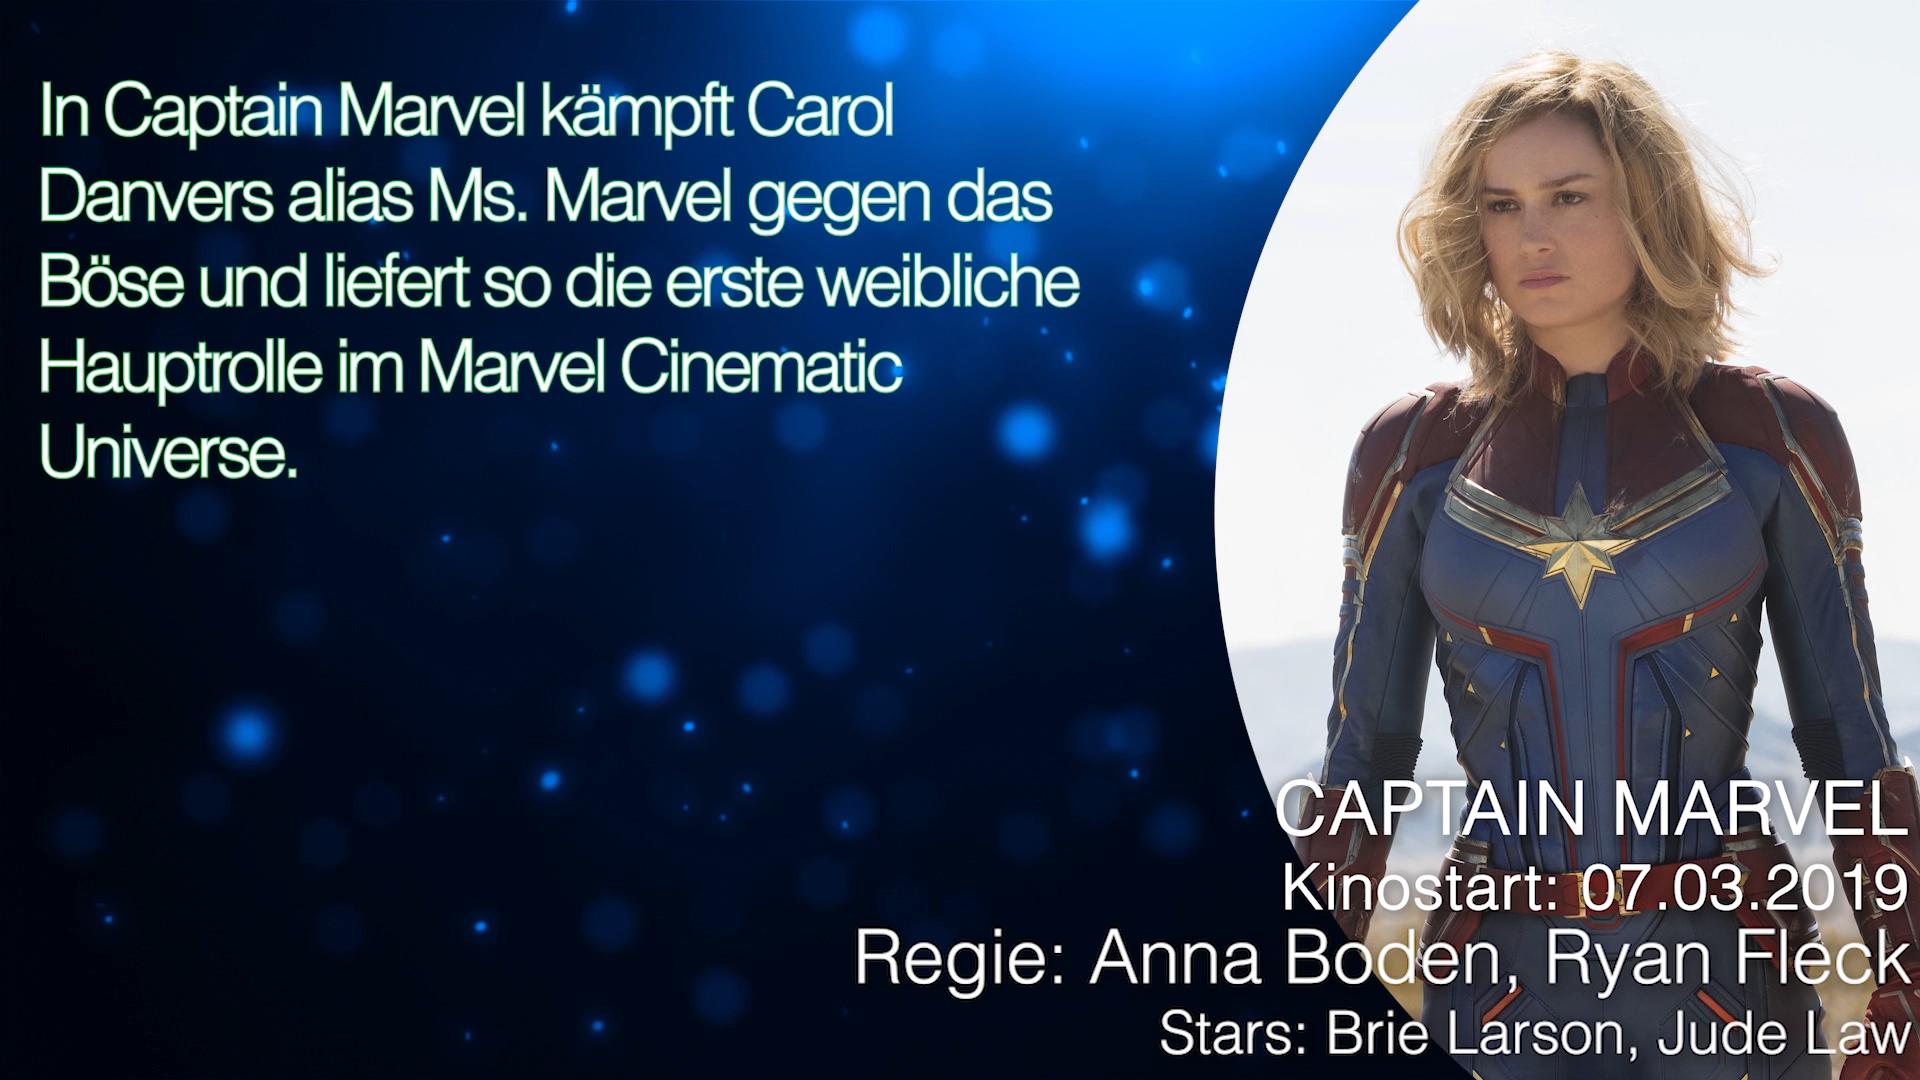 In Captain Marvel kämpft Carol
Danvers alias Ms. Marvel gegen das
Böse und liefert so die erste weibliche
Hauptrolle im Marvel Cinematic
Universe.
CAPTAIN MARVEL
Kinostart: 07.03.2019
Regie: Anna Boden, Ryan Fleck
Stars: Brie Larson, Jude Law